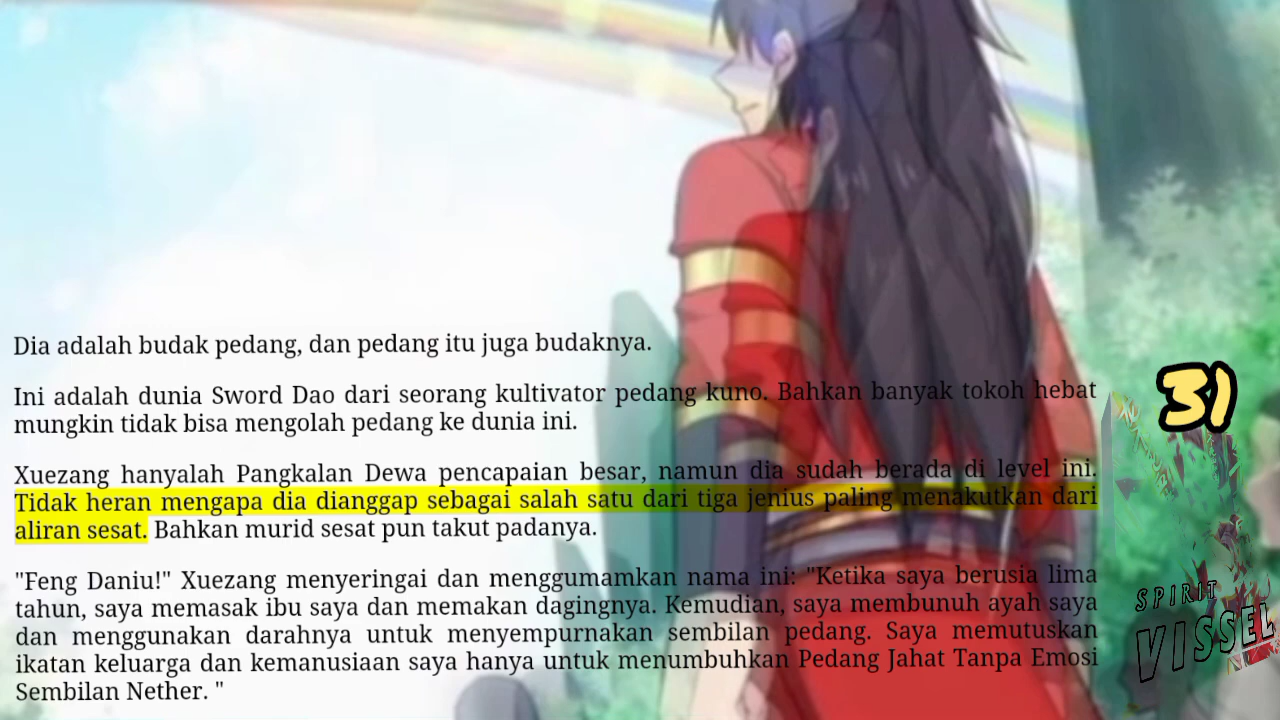 Dia adalah budak pedang, dan pedang itu juga budaknya.
Ini adalah dunia Sword Dao dari seorang kultivator pedang kuno. Bahkan banyak tokoh hebat
mungkin tidak bisa mengolah pedang ke dunia ini.
Xuezang hanyalah Pangkalan Dewa pencapaian besar, namun dia sudah berada di level ini.
Tidak heran mengapa dia dianggap sebagai salah satu dari tiga jenius paling menakutkan dari
aliran sesat. Bahkan murid sesat pun takut padanya.
"Feng Daniu!" Xuezang menyeringai dan menggumamkan nama ini: "Ketika saya berusia lima
tahun, saya memasak ibu saya dan memakan dagingnya. Kemudian, saya membunuh ayah saya
dan menggunakan darahnya untuk menyempurnakan sembilan pedang. Saya memutuskan
ikatan keluarga dan kemanusiaan saya hanya untuk menumbuhkan Pedang Jahat Tanpa Emosi
Sembilan Nether. "
31
SPIRIT
VISSEL